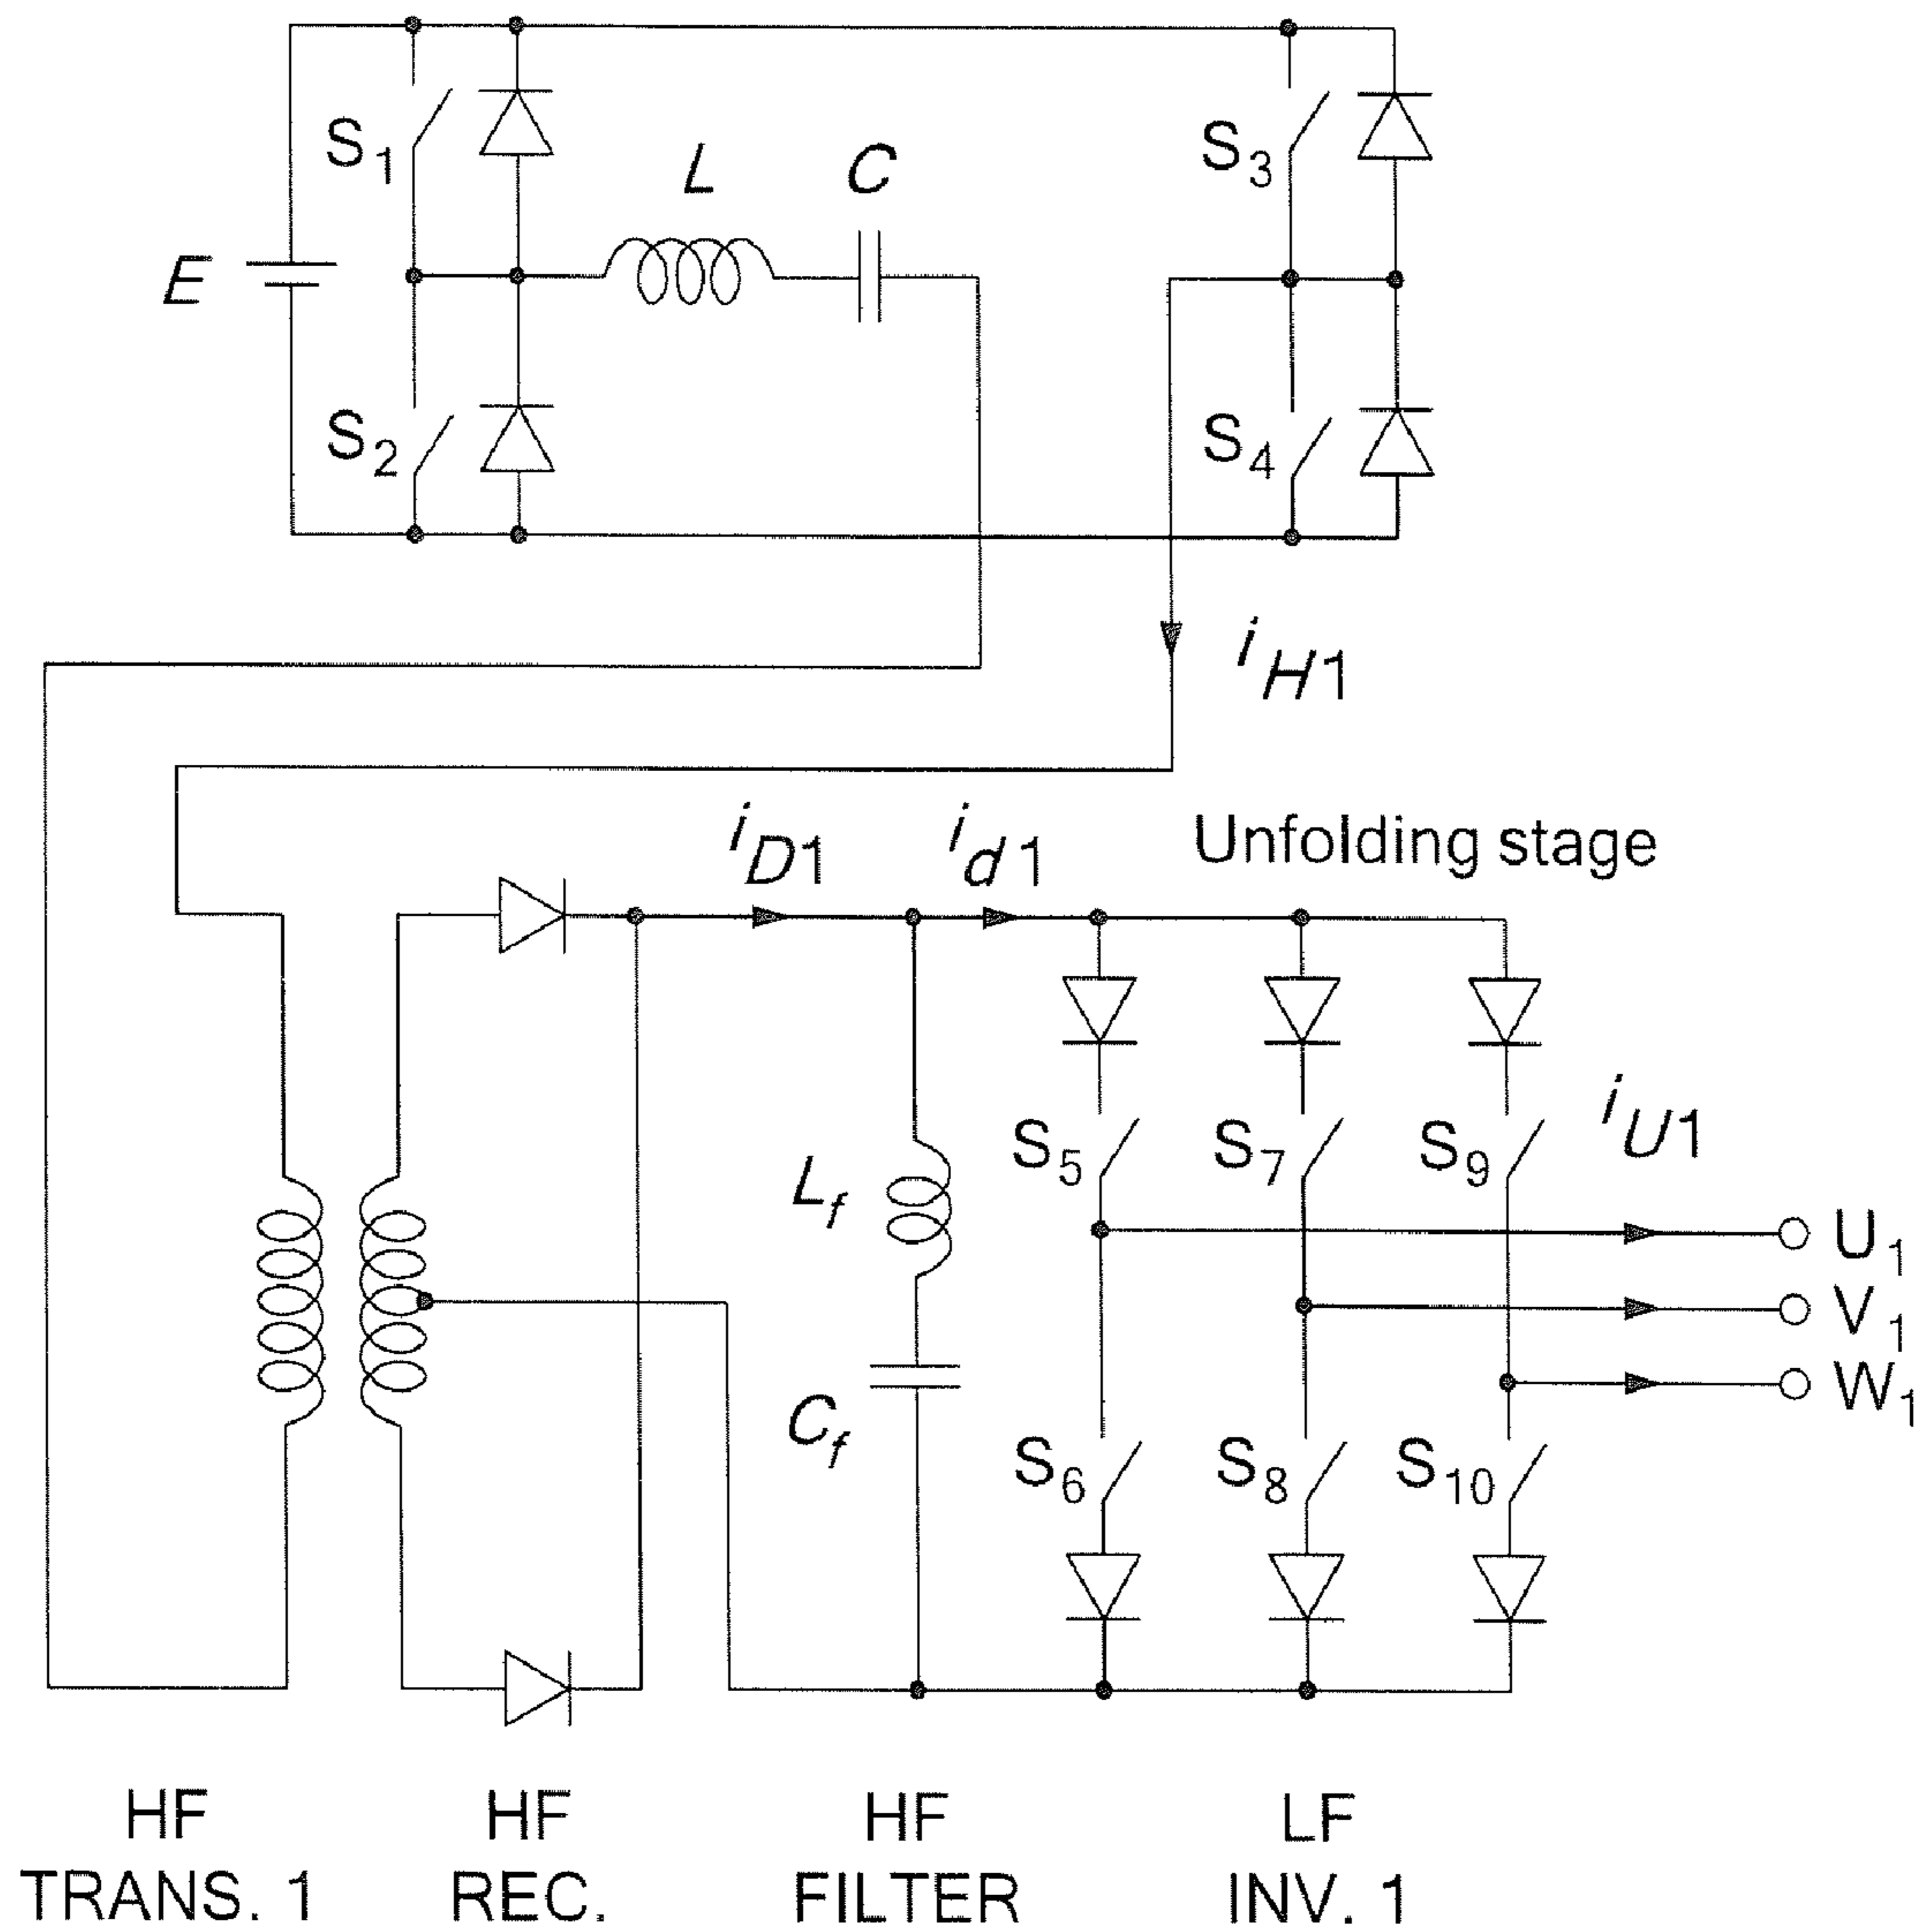 S1
L
C
S3
E
S2
S4
iH1
iD1
id1
Unfolding stage
Lf
S5
S7
S9
iU1
U1
V1
W1
Cf
S6
S8
S10
HF
TRANS. 1
HF
REC.
HF
FILTER
LF
INV. 1